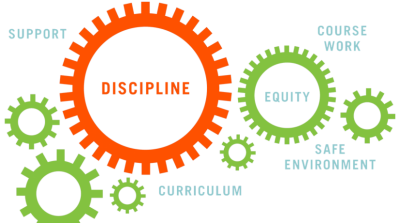 SUPPORT
COURSE
WORK
DISCIPLINE
EQUITY
SAFE
ENVIRONMENT
CURRICULUM